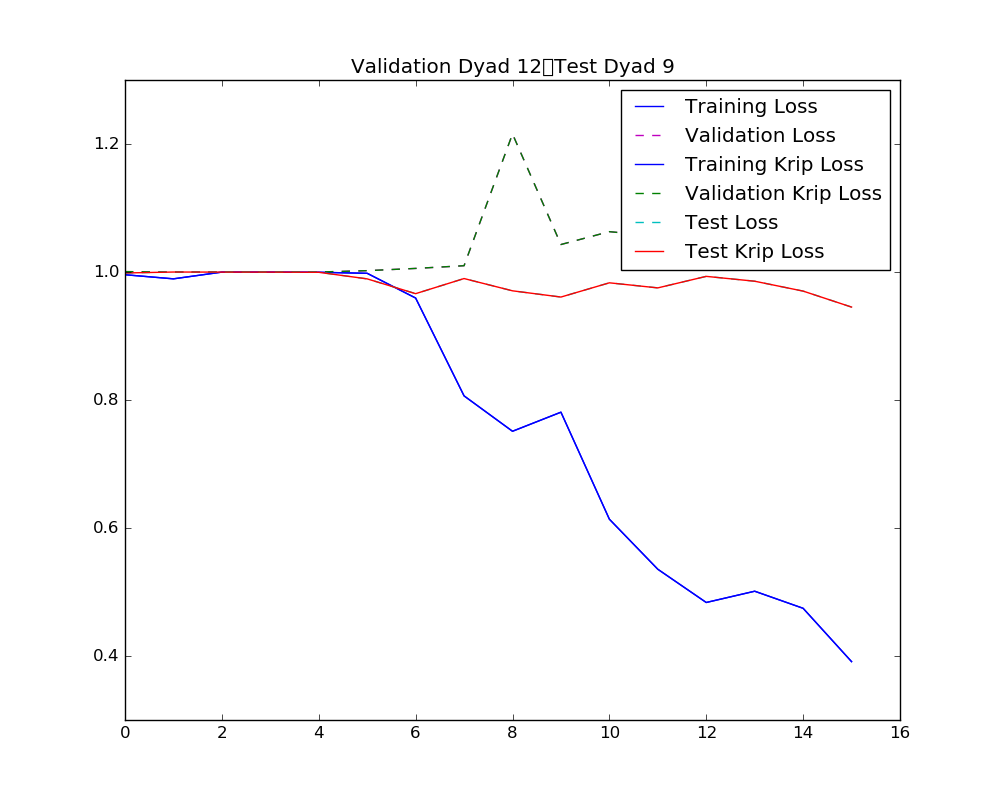 Validation Dyad 12▯Test Dyad 9
Training Loss
Validation Loss
Training Krip Loss
Validation Krip Loss
Test Loss
Test Krip Loss
1.2
1.0
0.8
0.6
0.4
0 2 4 6 8 10 12 14 16